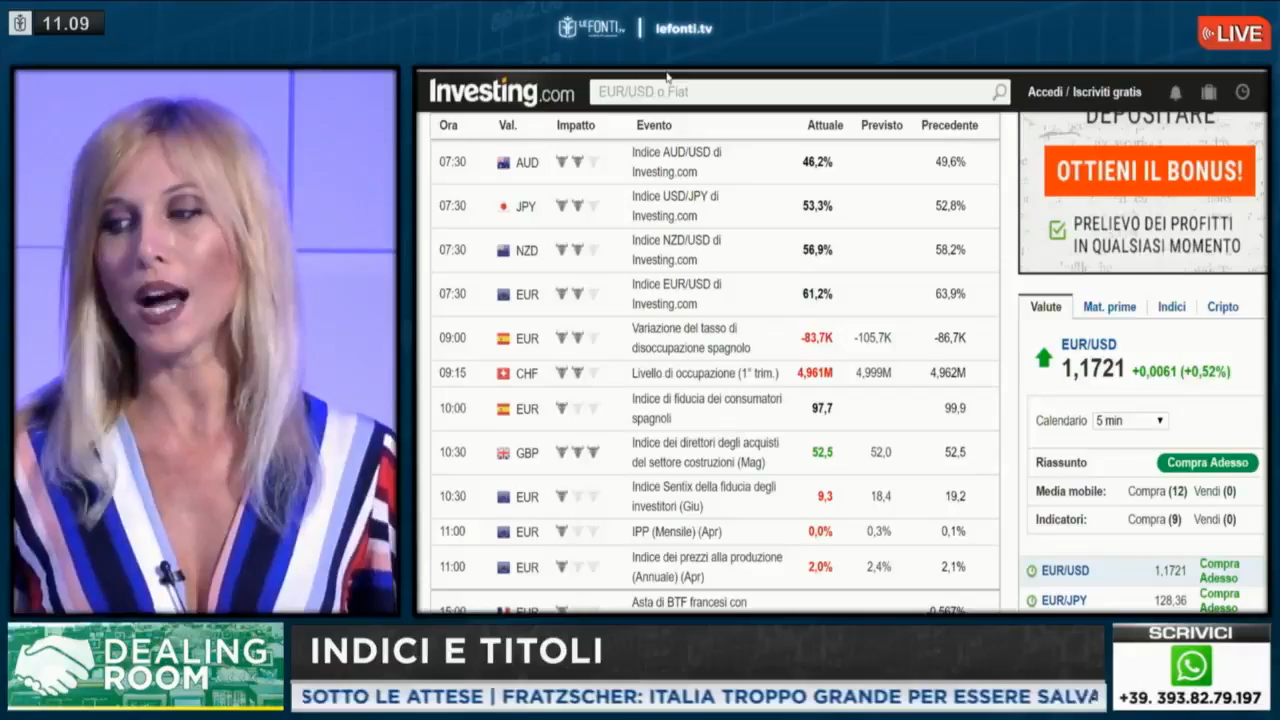 11.09
LE FONTI TV
lefonti.tv
LIVE
Investing.com
EUR/USD o Fiat
Accedi / Iscriviti gratis
Ora Val. Impatto Evento Attuale Previsto Precedente
07:30 AUD Indice AUD/USD di Investing.com 46,2% 49,6%
07:30 JPY Indice USD/JPY di Investing.com 53,3% 52,8%
07:30 NZD Indice NZD/USD di Investing.com 56,9% 58,2%
07:30 EUR Indice EUR/USD di Investing.com 61,2% 63,9%
09:00 EUR Variazione del tasso di disoccupazione spagnolo -83,7K -105,7K -86,7K
09:15 CHF Livello di occupazione (1° trim.) 4,961M 4,999M 4,962M
10:00 EUR Indice di fiducia dei consumatori spagnoli 97,7 99,9
10:30 GBP Indice dei direttori degli acquisti del settore costruzioni (Mag) 52,5 52,0 52,5
10:30 EUR Indice Sentix della fiducia degli investitori (Giu) 9,3 18,4 19,2
11:00 EUR IPP (Mensile) (Apr) 0,0% 0,3% 0,1%
11:00 EUR Indice dei prezzi alla produzione (Annuale) (Apr) 2,0% 2,4% 2,1%
15:00 EUR Asta di BTF francesi con -0,567%
DEPOSITARE
OTTIENI IL BONUS!
PRELIEVO DEI PROFITTI
IN QUALSIASI MOMENTO
Valute Mat. prime Indici Cripto
EUR/USD
1,1721 +0,0061 (+0,52%)
Calendario 5 min
Riassunto Compra Adesso
Media mobile: Compra (12) Vendi (0)
Indicatori: Compra (9) Vendi (0)
EUR/USD 1,1721 Compra Adesso
EUR/JPY 128,36 Compra Adesso
DEALING
ROOM
INDICI E TITOLI
SOTTO LE ATTESE | FRATZSCHER: ITALIA TROPPO GRANDE PER ESSERE SALVA
SCRIVICI
+39. 393.82.79.197